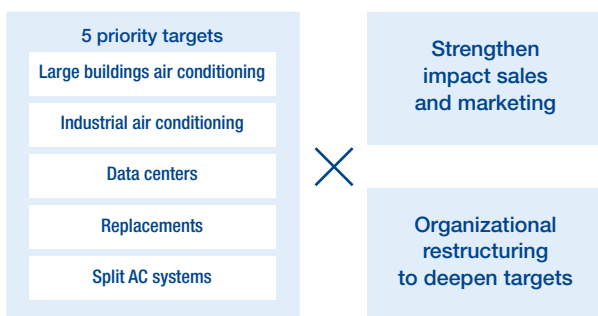 5 priority targets
Large buildings air conditioning
Industrial air conditioning
Data centers
Replacements
Split AC systems
Strengthen
impact sales
and marketing
Organizational
restructuring
to deepen targets